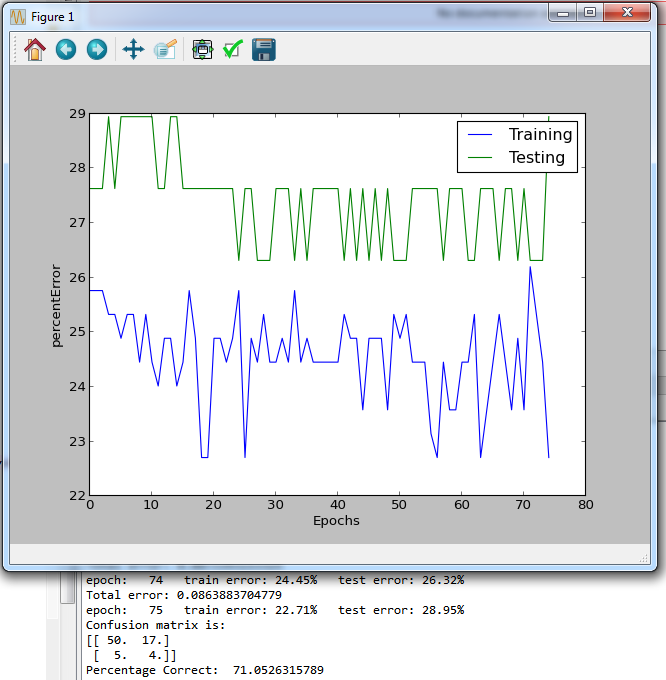 Figure 1
29
28
27
26
25
24
23
22
percentError
Training
Testing
0 10 20 30 40 50 60 70 80
Epochs
epoch: 74 train error: 24.45% test error: 26.32%
Total error: 0.0863883704779
epoch: 75 train error: 22.71% test error: 28.95%
Confusion matrix is:
[[ 50. 17.]
[ 5. 4.]]
Percentage Correct: 71.0526315789